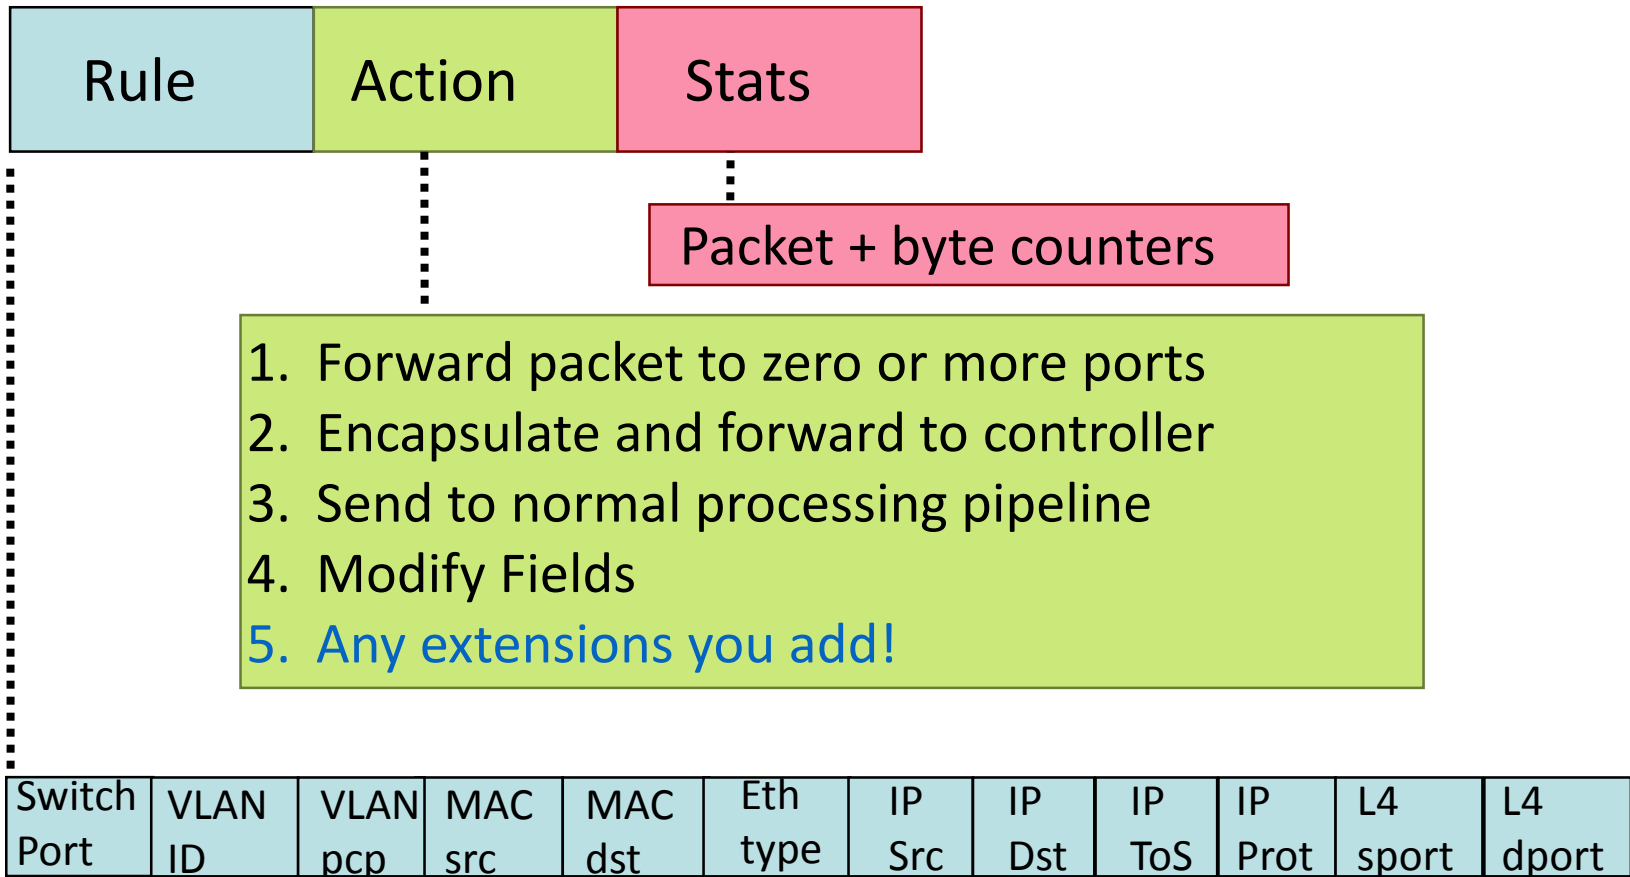 Rule Action Stats
Packet + byte counters
1. Forward packet to zero or more ports
2. Encapsulate and forward to controller
3. Send to normal processing pipeline
4. Modify Fields
5. Any extensions you add!
Switch Port
VLAN ID
VLAN pcp
MAC src
MAC dst
Eth type
IP Src
IP Dst
IP ToS
IP Prot
L4 sport
L4 dport